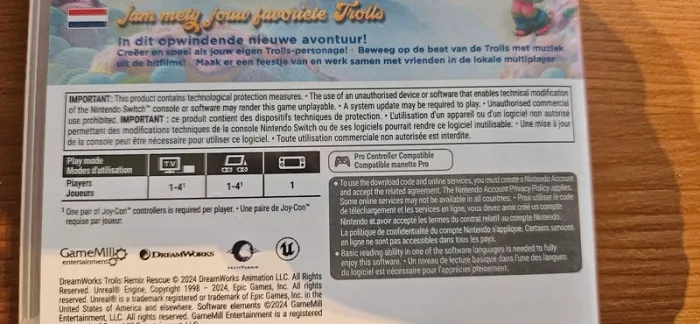 Jam met jouw favoriete Trolls
In dit opwindende nieuwe avontuur!
Creëer en speel als jouw eigen Trolls-personage! • Beweeg op de beat van de Trolls met muziek
uit de hitfilms! Maak er een feestje van en werk samen met vrienden in de lokale multiplayer.
IMPORTANT: This product contains technological protection measures. • The use of an unauthorised device or software that enables technical modification
of the Nintendo Switch™ console or software may render this game unplayable. • A system update may be required to play. • Unauthorised commercial
use prohibited. IMPORTANT : ce produit contient des dispositifs techniques de protection. • L'utilisation d'un appareil ou d'un logiciel non autorisé
permettant des modifications techniques de la console Nintendo Switch ou de ses logiciels pourrait rendre ce logiciel inutilisable. • Une mise à jour
de la console peut être nécessaire pour utiliser ce logiciel. • Toute utilisation commerciale non autorisée est interdite.
Play mode
Modes d'utilisation
TV
Players
Joueurs
1-4¹
1-4¹
1
Pro Controller Compatible
Compatible manette Pro
¹ One pair of Joy-Con™ controllers is required per player. • Une paire de Joy-Con™
requise par joueur.
• To use the download code and online services, you must create a Nintendo Account
and accept the related agreement. The Nintendo Account Privacy Policy applies.
Some online services may not be available in all countries. • Pour utiliser le code
de téléchargement et les services en ligne, vous devez avoir créé un compte
Nintendo et avoir accepté les termes du contrat relatif au compte Nintendo.
La politique de confidentialité du compte Nintendo s'applique. Certains services
en ligne ne sont pas accessibles dans tous les pays.
• Basic reading ability in one of the software languages is needed to fully
enjoy this software. • Un niveau de lecture basique dans l'une des langues
du logiciel est nécessaire pour l'apprécier pleinement.
GameMill
entertainment
DREAMWORKS
DreamWorks Trolls Remix Rescue © 2024 DreamWorks Animation LLC. All Rights
Reserved. Unreal® Engine, Copyright 1998 – 2024, Epic Games, Inc. All rights
reserved. Unreal® is a trademark registered or trademark of Epic Games, Inc. in the
United States of America and elsewhere. Software elements ©2024 GameMill
Entertainment, LLC. All rights reserved. GameMill Entertainment is a registered